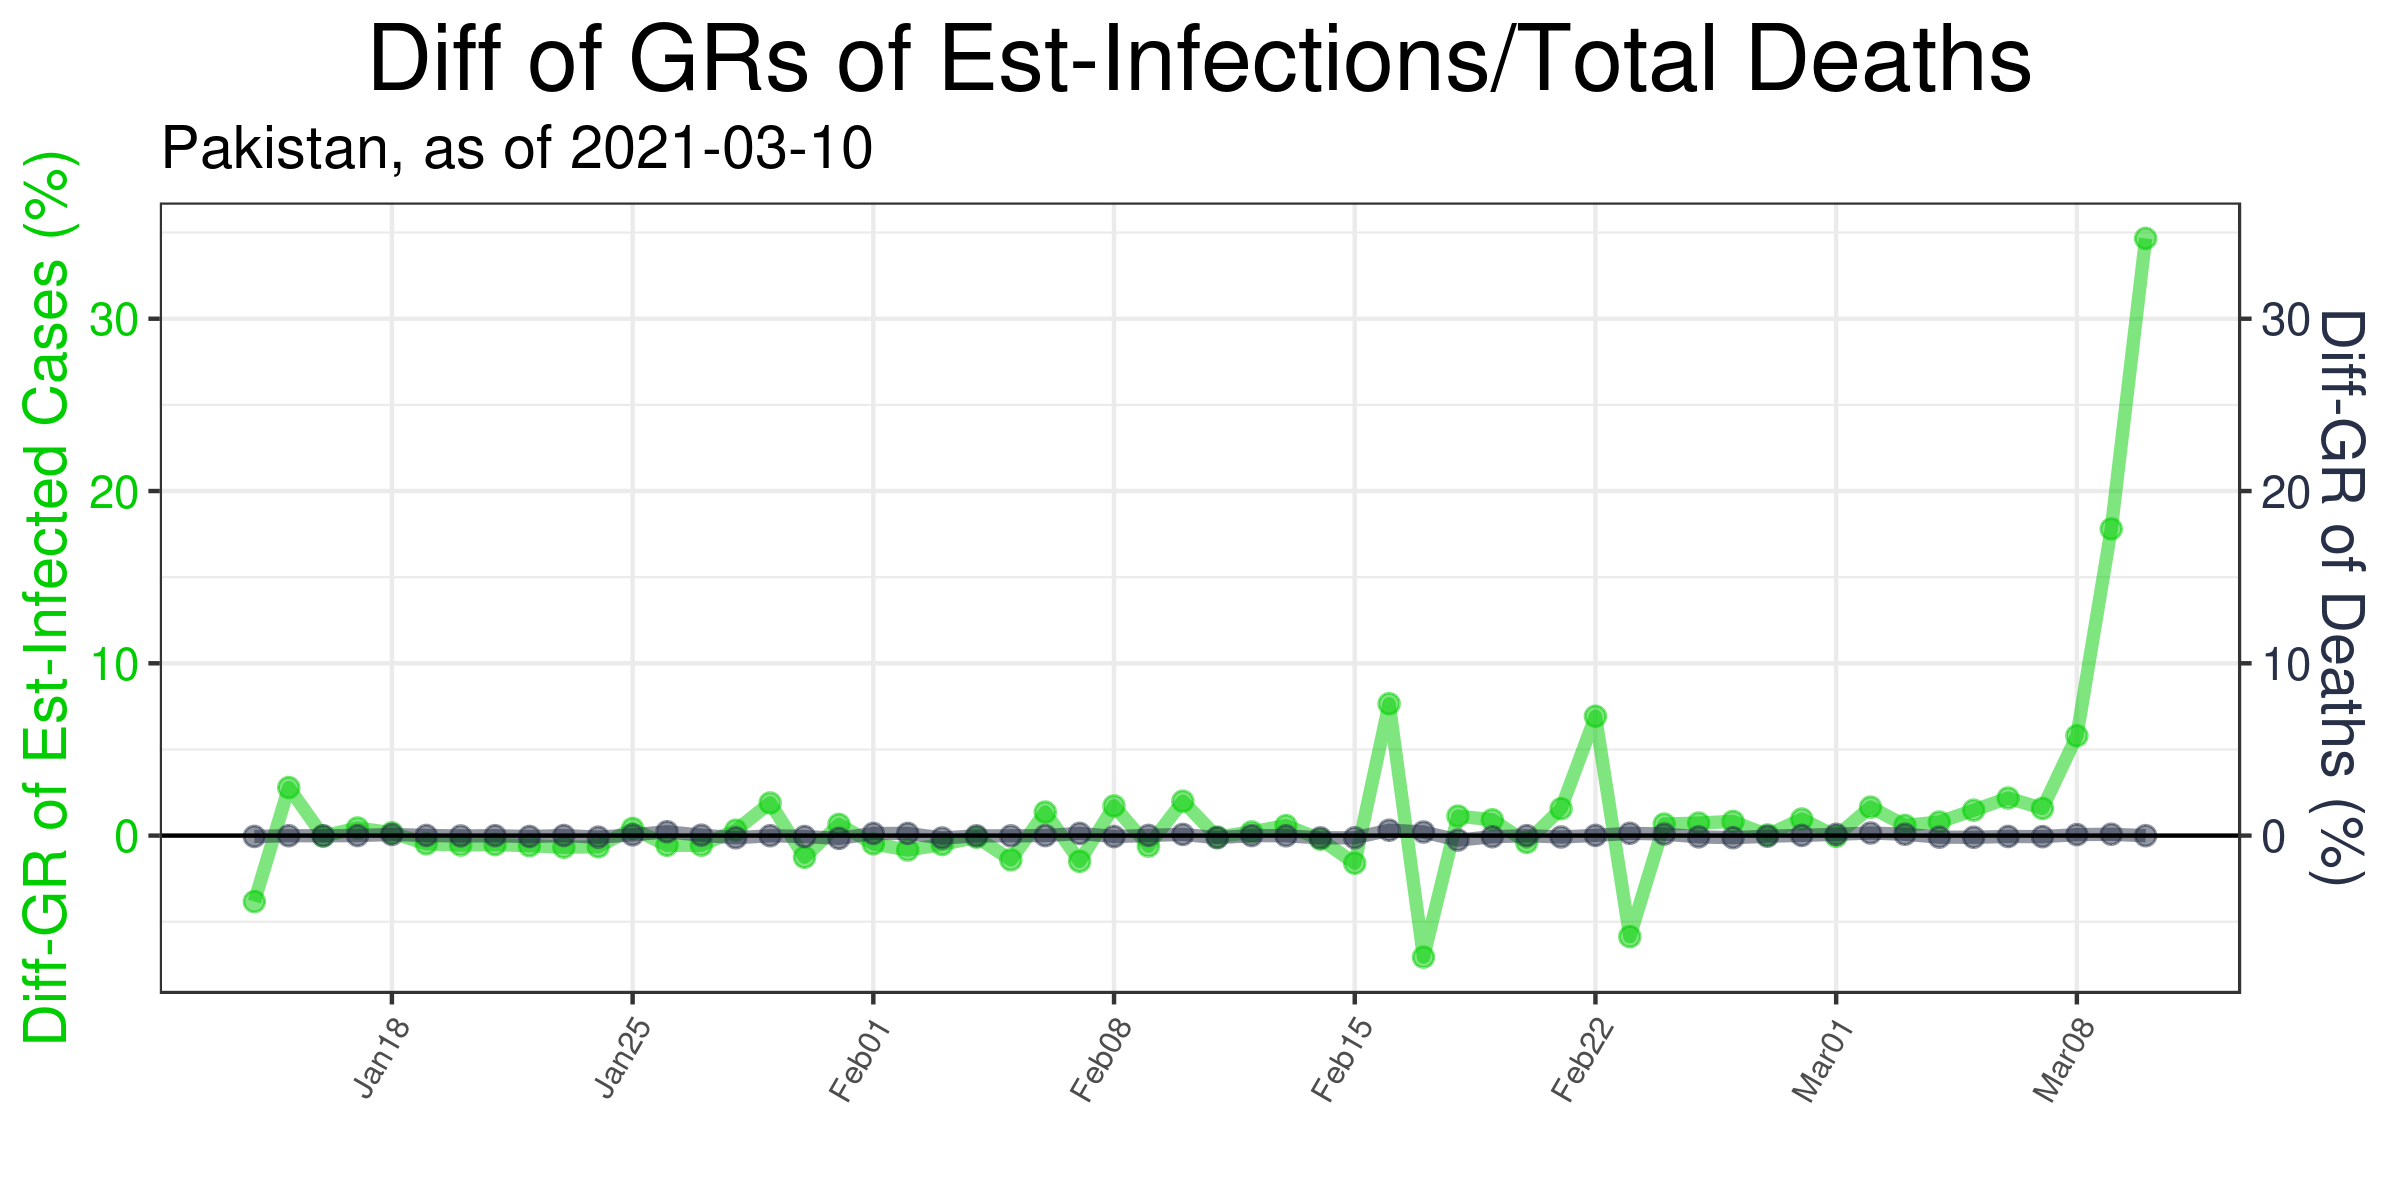 Diff of GRs of Est-Infections/Total Deaths
Pakistan, as of 2021-03-10
Diff-GR of Est-Infected Cases (%)
30
20
10
0
30
20
10
0
Diff-GR of Deaths (%)
Jan18
Jan25
Feb01
Feb08
Feb15
Feb22
Mar01
Mar08